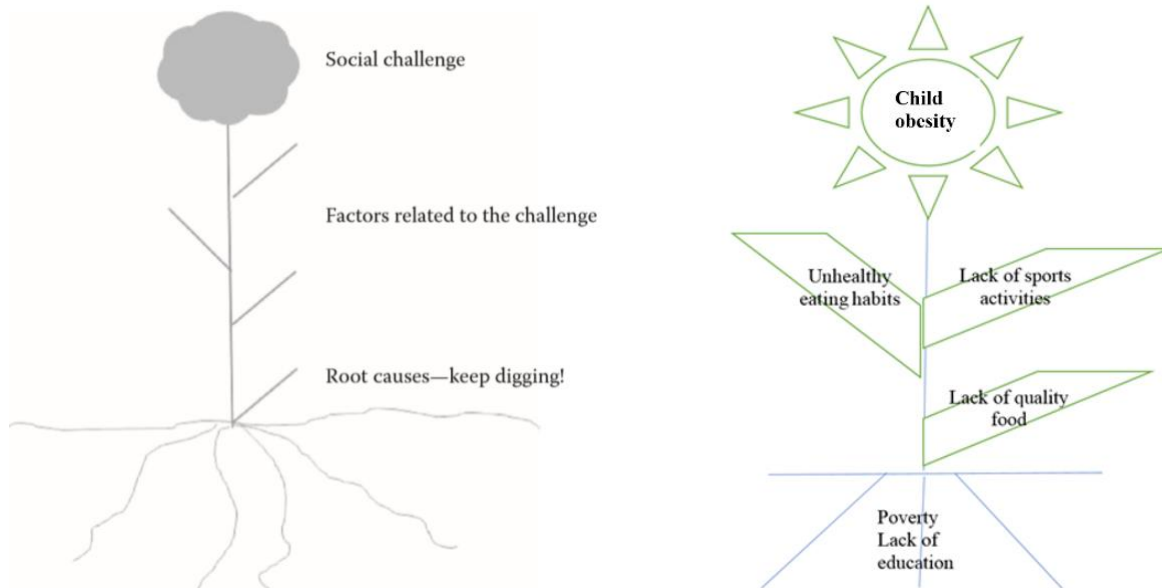 Social challenge
Factors related to the challenge
Root causes—keep digging!
Child
obesity
Unhealthy
eating habits
Lack of sports
activities
Lack of quality
food
Poverty
Lack of
education